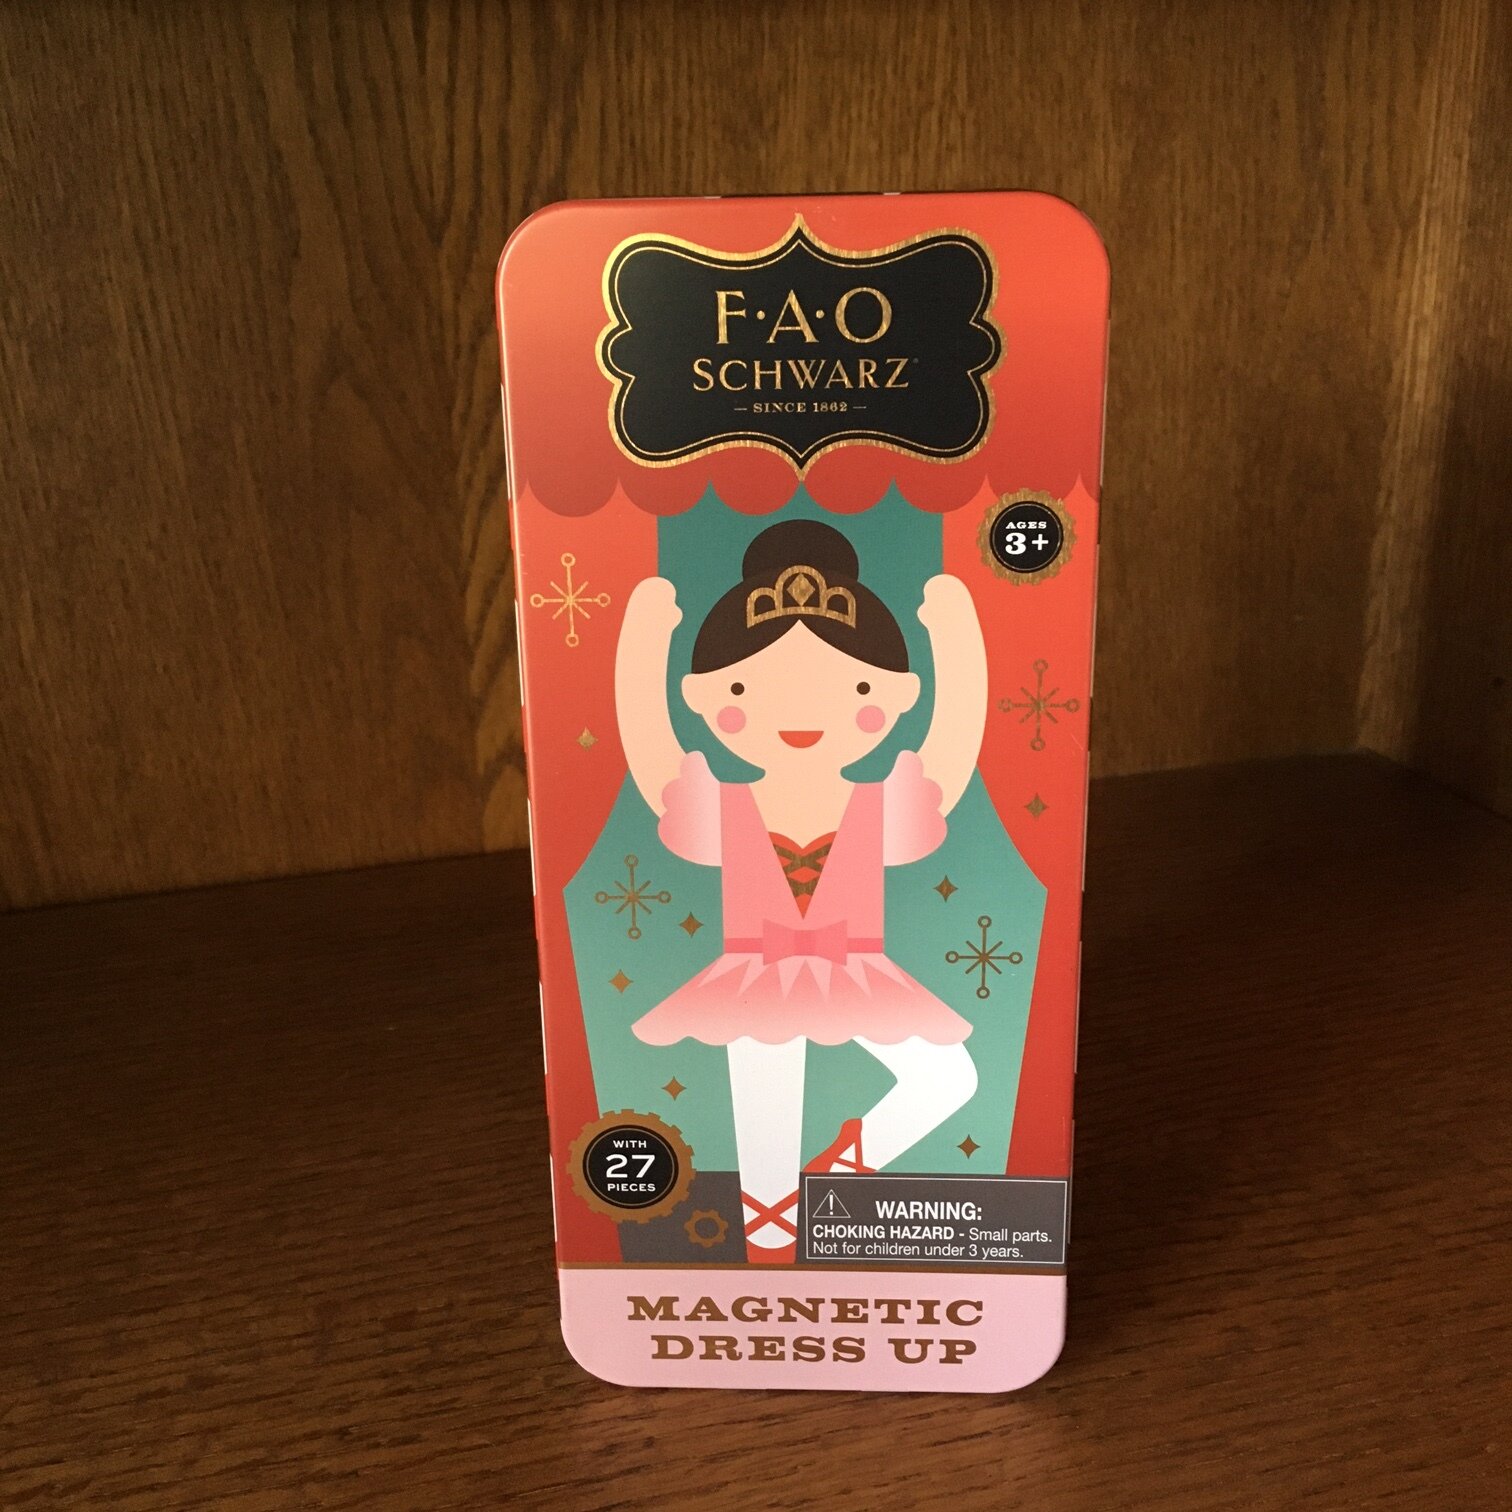 F·A·O
SCHWARZ
— SINCE 1862 —
AGES
3+
WITH
27
PIECES
WARNING:
CHOKING HAZARD - Small parts.
Not for children under 3 years.
MAGNETIC
DRESS UP